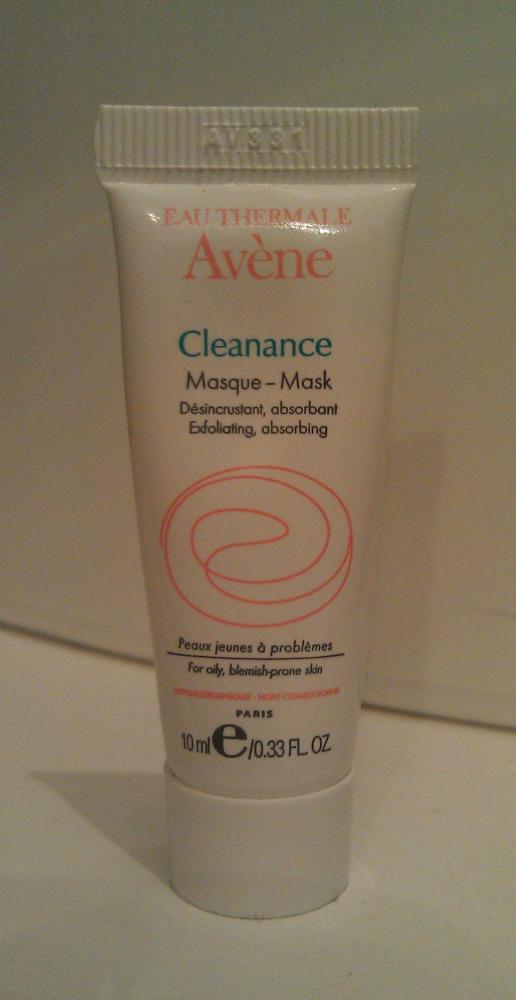 AV331
EAU THERMALE
Avène
Cleanance
Masque – Mask
Désincrustant, absorbant
Exfoliating, absorbing
Peaux jeunes à problèmes
For oily, blemish-prone skin
HYPOALLERGENIQUE - NON COMEDOGENE
PARIS
10 ml e/0.33 FL. OZ.